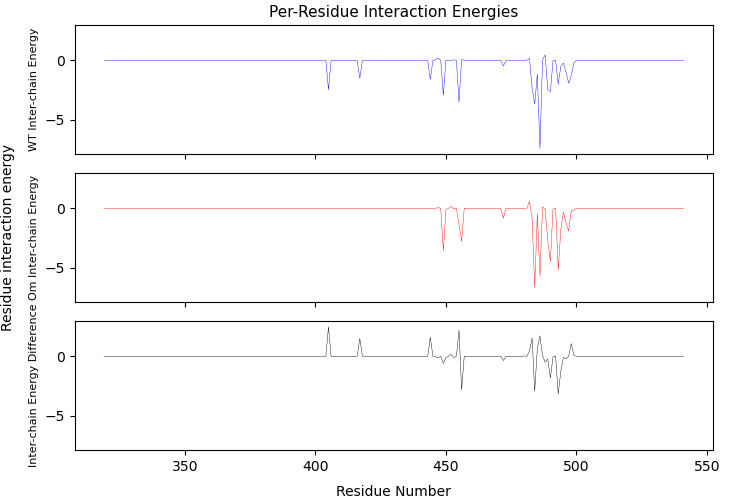 Per-Residue Interaction Energies
Residue interaction energy
WT Inter-chain Energy
0
−5
Om Inter-chain Energy
0
−5
Inter-chain Energy Difference
0
−5
350
400
450
500
550
Residue Number